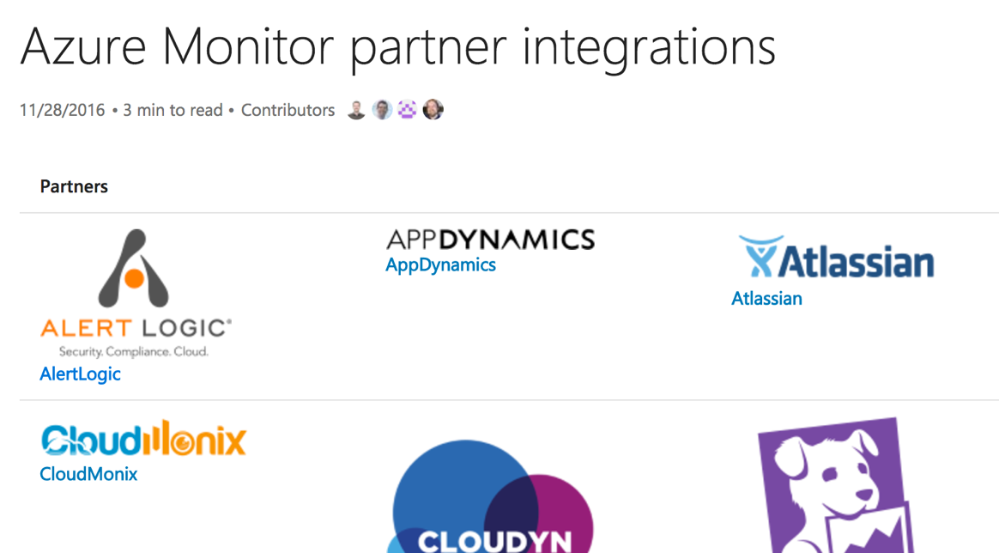 Azure Monitor partner integrations
11/28/2016 • 3 min to read • Contributors
Partners
ALERT LOGIC®
Security. Compliance. Cloud.
AlertLogic
APPDYNAMICS
AppDynamics
Atlassian
Atlassian
CloudMonix
CloudMonix
CLOUDYN